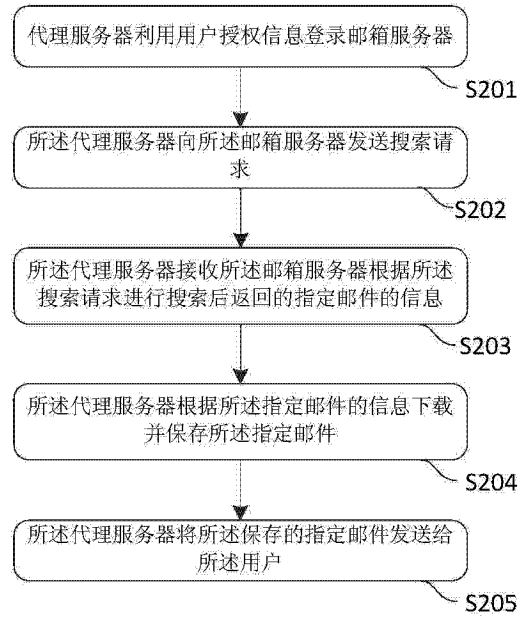 代理服务器利用用户授权信息登录邮箱服务器
S201
所述代理服务器向所述邮箱服务器发送搜索请
求
S202
所述代理服务器接收所述邮箱服务器根据所述
搜索请求进行搜索后返回的指定邮件的信息
S203
所述代理服务器根据所述指定邮件的信息下载
并保存所述指定邮件
S204
所述代理服务器将所述保存的指定邮件发送给
所述用户
S205